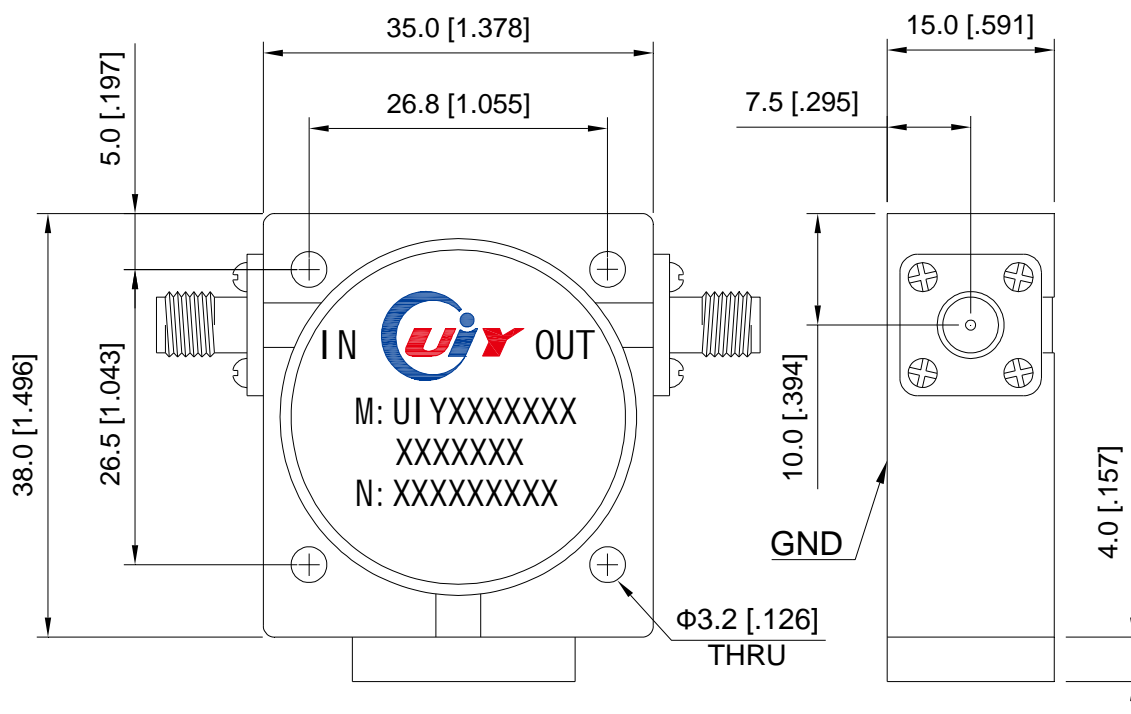 35.0 [1.378]
15.0 [.591]
5.0 [.197]
26.8 [1.055]
7.5 [.295]
38.0 [1.496]
26.5 [1.043]
IN UiY OUT
M: UIYXXXXXXX
XXXXXXX
N: XXXXXXXXX
10.0 [.394]
GND
4.0 [.157]
Φ3.2 [.126]
THRU